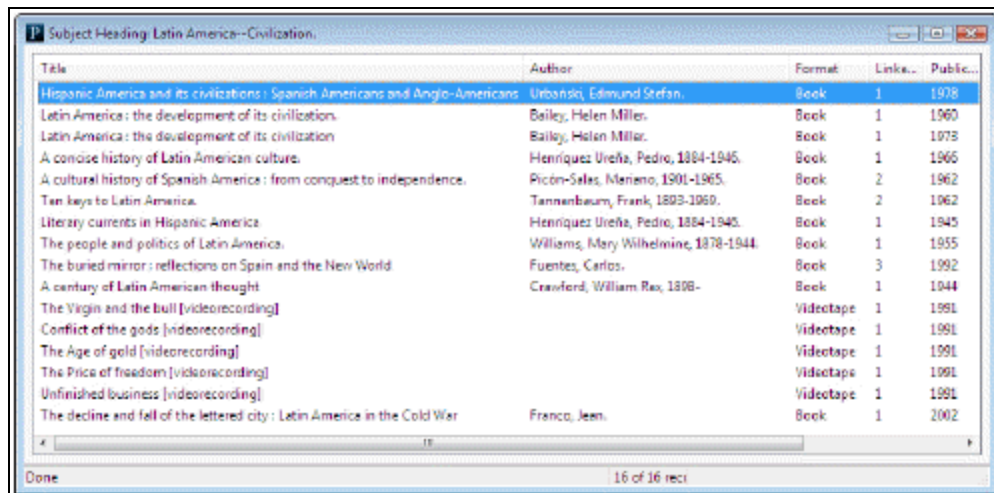 P Subject Heading: Latin America--Civilization.
Title Author Format Linke... Public...
Hispanic America and its civilizations : Spanish Americans and Anglo-Americans Urbański, Edmund Stefan. Book 1 1978
Latin America : the development of its civilization. Bailey, Helen Miller. Book 1 1960
Latin America : the development of its civilization Bailey, Helen Miller. Book 1 1973
A concise history of Latin American culture. Henríquez Ureña, Pedro, 1884-1946. Book 1 1966
A cultural history of Spanish America : from conquest to independence. Picón-Salas, Mariano, 1901-1965. Book 2 1962
Ten keys to Latin America. Tannenbaum, Frank, 1893-1969. Book 2 1962
Literary currents in Hispanic America Henríquez Ureña, Pedro, 1884-1946. Book 1 1945
The people and politics of Latin America. Williams, Mary Wilhelmine, 1878-1944. Book 1 1955
The buried mirror : reflections on Spain and the New World Fuentes, Carlos. Book 3 1992
A century of Latin American thought Crawford, William Rex, 1898- Book 1 1944
The Virgin and the bull [videorecording] Videotape 1 1991
Conflict of the gods [videorecording] Videotape 1 1991
The Age of gold [videorecording] Videotape 1 1991
The Price of freedom [videorecording] Videotape 1 1991
Unfinished business [videorecording] Videotape 1 1991
The decline and fall of the lettered city : Latin America in the Cold War Franco, Jean. Book 1 2002
Done 16 of 16 reci